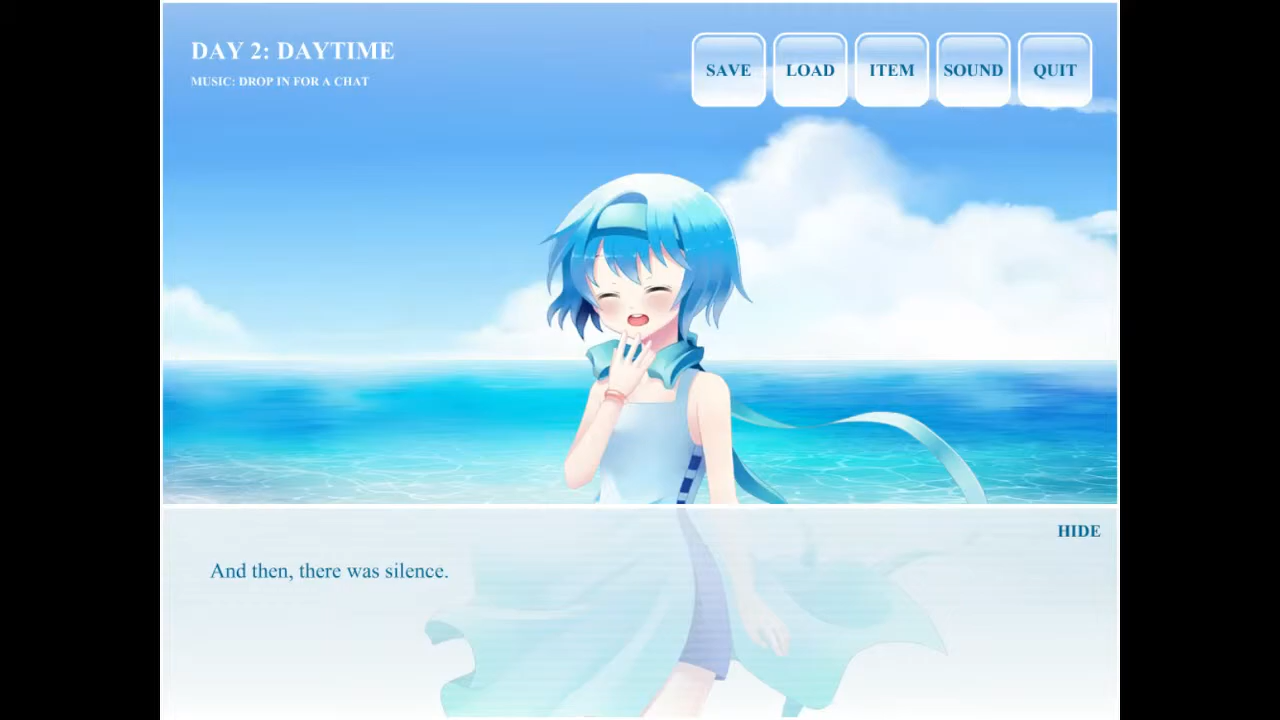 DAY 2: DAYTIME
MUSIC: DROP IN FOR A CHAT
SAVE
LOAD
ITEM
SOUND
QUIT
HIDE
And then, there was silence.